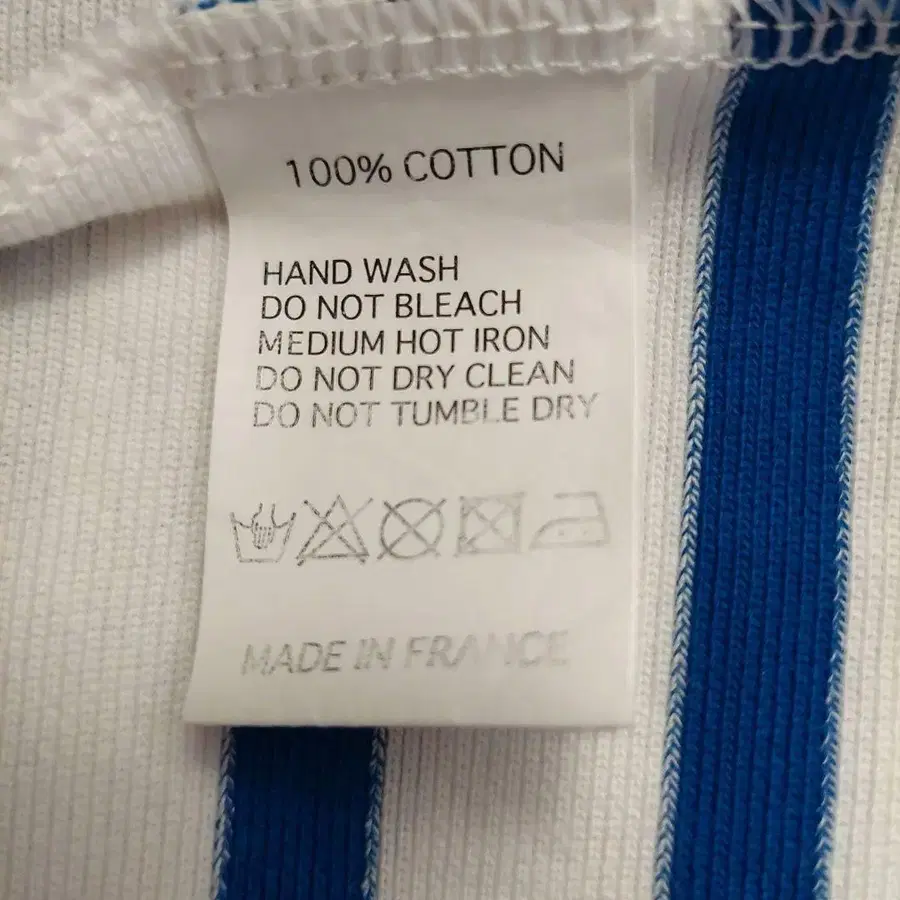 100% COTTON
HAND WASH
DO NOT BLEACH
MEDIUM HOT IRON
DO NOT DRY CLEAN
DO NOT TUMBLE DRY
MADE IN FRANCE